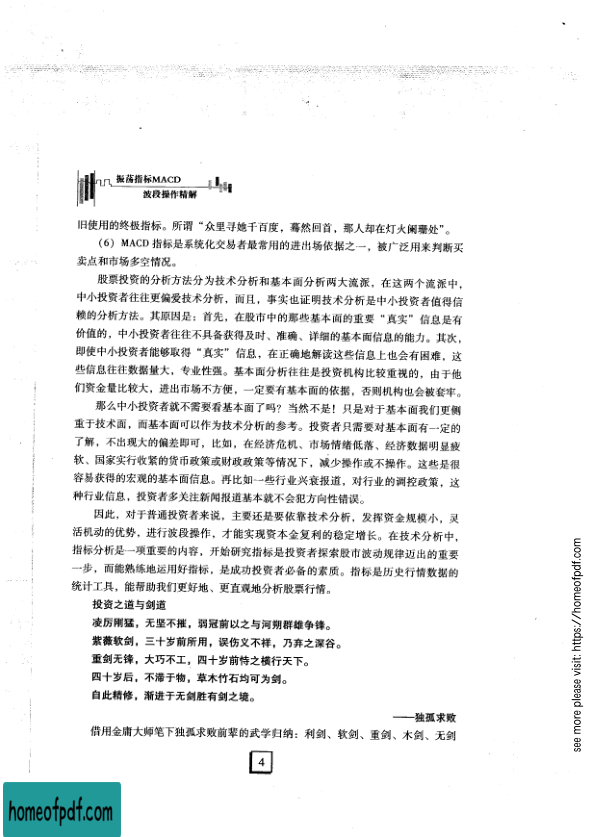 振荡指标MACD
波段操作精解
旧使用的终极指标。所谓“众里寻她千百度，蓦然回首，那人却在灯火阑珊处”。
（6）MACD 指标是系统化交易者最常用的进出场依据之一，被广泛用来判断买
卖点和市场多空情况。
股票投资的分析方法分为技术分析和基本面分析两大流派，在这两个流派中，
中小投资者往往更偏爱技术分析，而且，事实也证明技术分析是中小投资者值得信
赖的分析方法。其原因是：首先，在股市中的那些基本面的重要“真实”信息是有
价值的，中小投资者往往不具备获得及时、准确、详细的基本面信息的能力。其次，
即使中小投资者能够取得“真实”信息，在正确地解读这些信息上也会有困难，这
些信息往往数据量大，专业性强。基本面分析往往是投资机构比较重视的，由于他
们资金量比较大，进出市场不方便，一定要有基本面的依据，否则机构也会被套牢。
那么中小投资者就不需要看基本面了吗？当然不是！只是对于基本面我们更侧
重于技术面，而基本面可以作为技术分析的参考。投资者只需要对基本面有一定的
了解，不出现大的偏差即可，比如，在经济危机、市场情绪低落、经济数据明显疲
软、国家实行收紧的货币政策或财政政策等情况下，减少操作或不操作。这些是很
容易获得的宏观的基本面信息。再比如一些行业兴衰报道，对行业的调控政策，这
种行业信息，投资者多关注新闻报道基本就不会犯方向性错误。
因此，对于普通投资者来说，主要还是要依靠技术分析，发挥资金规模小，灵
活机动的优势，进行波段操作，才能实现资本金复利的稳定增长。在技术分析中，
指标分析是一项重要的内容，开始研究指标是投资者探索股市波动规律迈出的重要
一步，而能熟练地运用好指标，是成功投资者必备的素质。指标是历史行情数据的
统计工具，能帮助我们更好地、更直观地分析股票行情。
投资之道与剑道
凌厉刚猛，无坚不摧，弱冠前以之与河朔群雄争锋。
紫薇软剑，三十岁前所用，误伤义不祥，乃弃之深谷。
重剑无锋，大巧不工，四十岁前恃之横行天下。
四十岁后，不滞于物，草木竹石均可为剑。
自此精修，渐进于无剑胜有剑之境。
——独孤求败
借用金庸大师笔下独孤求败前辈的武学归纳：利剑、软剑、重剑、木剑、无剑
4
homeofpdf.com
see more please visit: https://homeofpdf.com